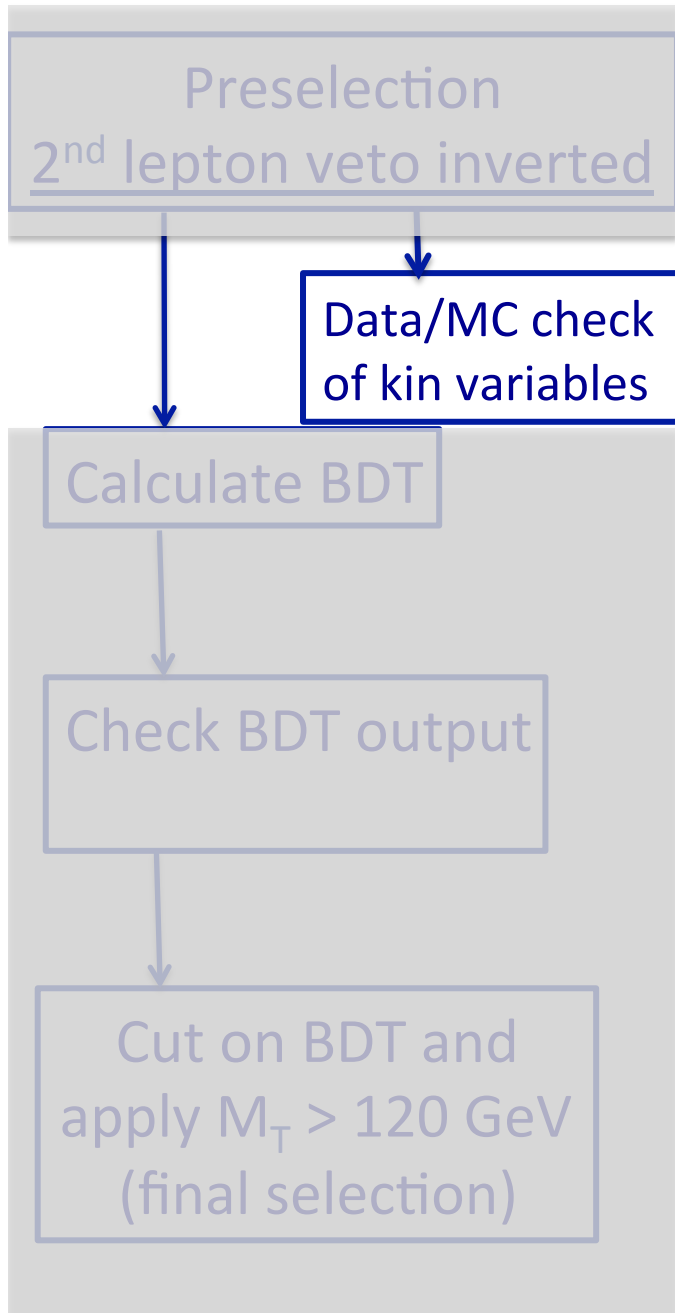 Preselection
2nd lepton veto inverted
Data/MC check
of kin variables
Calculate BDT
Check BDT output
Cut on BDT and
apply MT > 120 GeV
(final selection)